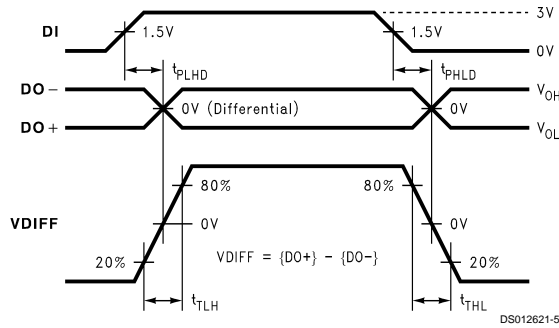 3V
DI
1.5V
1.5V
0V
tPLHD
tPHLD
DO−
VOH
0V (Differential)
0V
DO+
VOL
80%
80%
VDIFF
0V
0V
20%
VDIFF = {DO+} - {DO-}
20%
tTLH
tTHL
DS012621-5